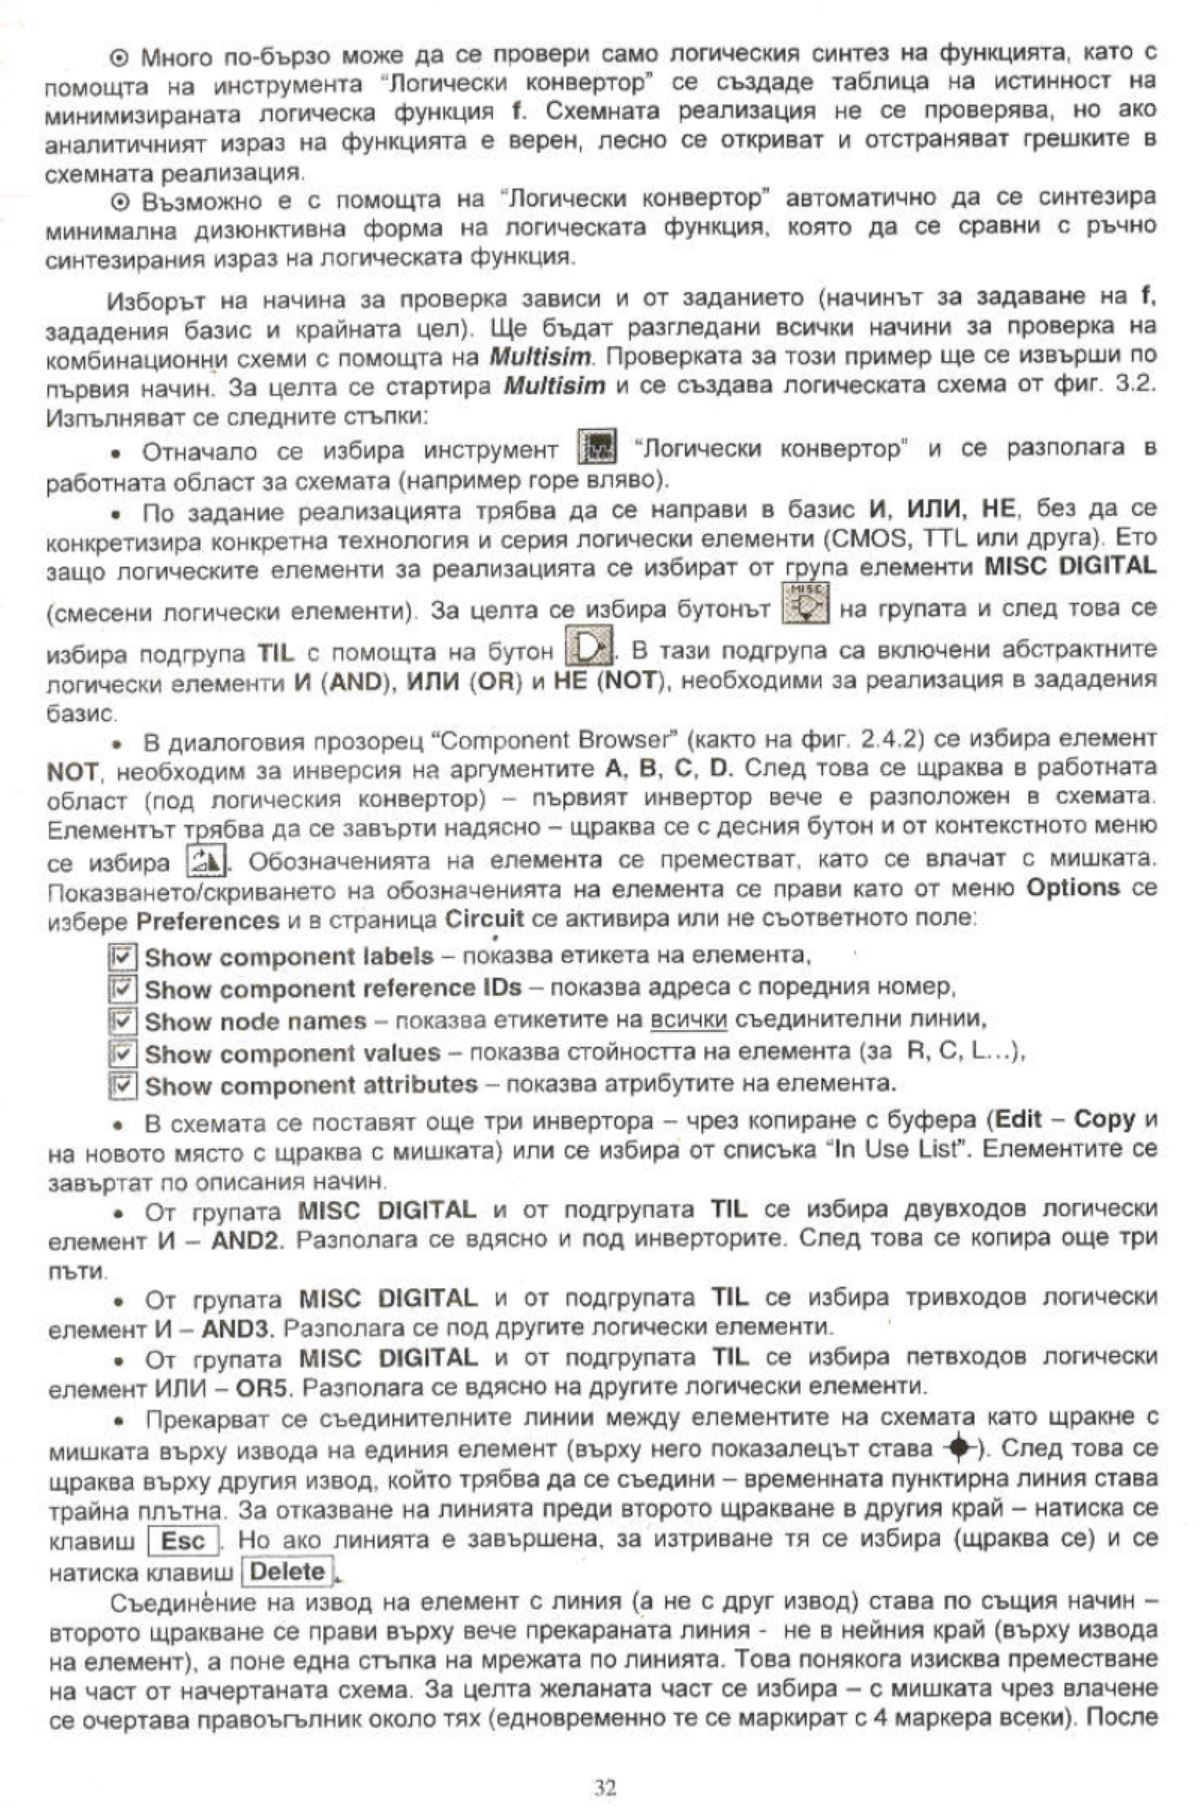 ⊙ Много по-бързо може да се провери само логическия синтез на функцията, като с
помощта на инструмента “Логически конвертор” се създаде таблица на истинност на
минимизираната логическа функция f. Схемната реализация не се проверява, но ако
аналитичният израз на функцията е верен, лесно се откриват и отстраняват грешките в
схемната реализация.
⊙ Възможно е с помощта на “Логически конвертор” автоматично да се синтезира
минимална дизюнктивна форма на логическата функция, която да се сравни с ръчно
синтезирания израз на логическата функция.
Изборът на начина за проверка зависи и от заданието (начинът за задаване на f,
зададения базис и крайната цел). Ще бъдат разгледани всички начини за проверка на
комбинационни схеми с помощта на Multisim. Проверката за този пример ще се извърши по
първия начин. За целта се стартира Multisim и се създава логическата схема от фиг. 3.2.
Изпълняват се следните стъпки:
• Отначало се избира инструмент “Логически конвертор” и се разполага в
работната област за схемата (например горе вляво).
• По задание реализацията трябва да се направи в базис И, ИЛИ, НЕ, без да се
конкретизира конкретна технология и серия логически елементи (CMOS, TTL или друга). Ето
защо логическите елементи за реализацията се избират от група елементи MISC DIGITAL
(смесени логически елементи). За целта се избира бутонът MISC на групата и след това се
избира подгрупа TIL с помощта на бутон . В тази подгрупа са включени абстрактните
логически елементи И (AND), ИЛИ (OR) и НЕ (NOT), необходими за реализация в зададения
базис.
• В диалоговия прозорец “Component Browser” (както на фиг. 2.4.2) се избира елемент
NOT, необходим за инверсия на аргументите A, B, C, D. След това се щраква в работната
област (под логическия конвертор) – първият инвертор вече е разположен в схемата.
Елементът трябва да се завърти надясно – щраква се с десния бутон и от контекстното меню
се избира . Обозначенията на елемента се преместват, като се влачат с мишката.
Показването/скриването на обозначенията на елемента се прави като от меню Options се
избере Preferences и в страница Circuit се активира или не съответното поле:
☑ Show component labels – показва етикета на елемента,
☑ Show component reference IDs – показва адреса с поредния номер,
☑ Show node names – показва етикетите на всички съединителни линии,
☑ Show component values – показва стойността на елемента (за R, C, L...),
☑ Show component attributes – показва атрибутите на елемента.
• В схемата се поставят още три инвертора – чрез копиране с буфера (Edit – Copy и
на новото място с щраква с мишката) или се избира от списъка “In Use List”. Елементите се
завъртат по описания начин.
• От групата MISC DIGITAL и от подгрупата TIL се избира двувходов логически
елемент И – AND2. Разполага се вдясно и под инверторите. След това се копира още три
пъти.
• От групата MISC DIGITAL и от подгрупата TIL се избира тривходов логически
елемент И – AND3. Разполага се под другите логически елементи.
• От групата MISC DIGITAL и от подгрупата TIL се избира петвходов логически
елемент ИЛИ – OR5. Разполага се вдясно на другите логически елементи.
• Прекарват се съединителните линии между елементите на схемата като щракне с
мишката върху извода на единия елемент (върху него показалецът става ). След това се
щраква върху другия извод, който трябва да се съедини – временната пунктирна линия става
трайна плътна. За отказване на линията преди второто щракване в другия край – натиска се
клавиш Esc . Но ако линията е завършена, за изтриване тя се избира (щраква се) и се
натиска клавиш Delete .
Съединение на извод на елемент с линия (а не с друг извод) става по същия начин –
второто щракване се прави върху вече прекараната линия - не в нейния край (върху извода
на елемент), а поне една стъпка на мрежата по линията. Това понякога изисква преместване
на част от начертаната схема. За целта желаната част се избира – с мишката чрез влачене
се очертава правоъгълник около тях (едновременно те се маркират с 4 маркера всеки). После
32